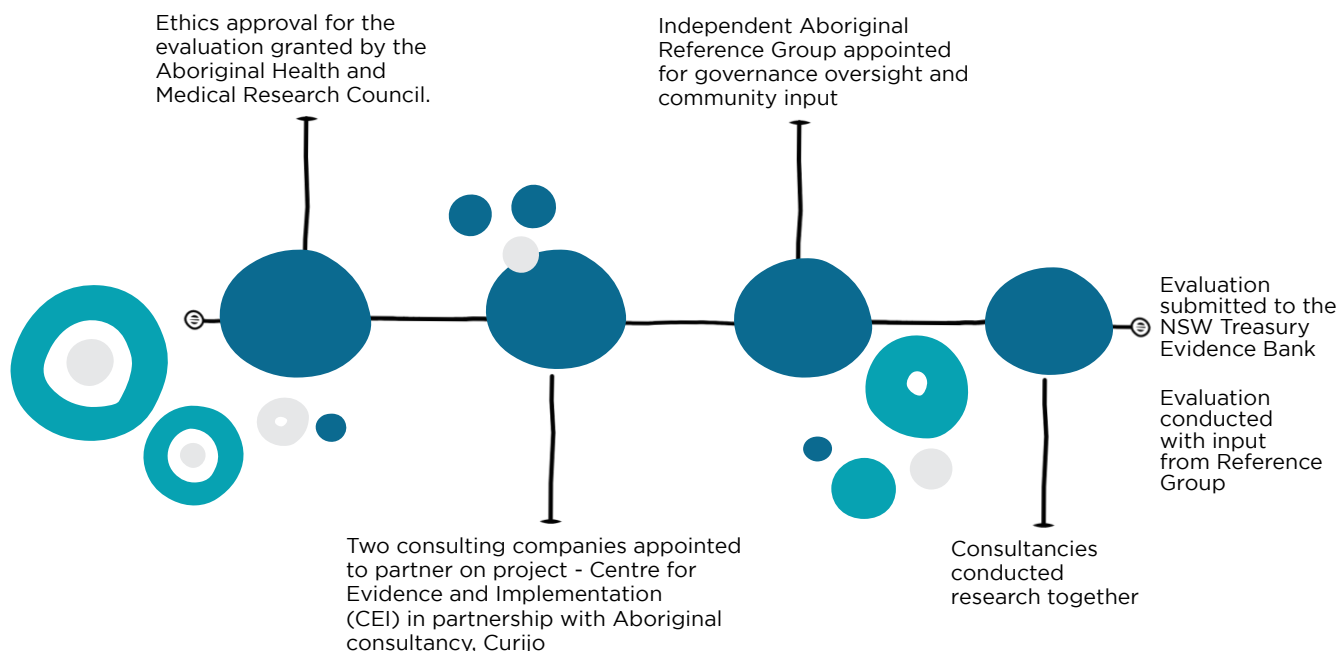 Ethics approval for the
evaluation granted by the
Aboriginal Health and
Medical Research Council.
Two consulting companies appointed
to partner on project - Centre for
Evidence and Implementation
(CEI) in partnership with Aboriginal
consultancy, Curijo
Independent Aboriginal
Reference Group appointed
for governance oversight and
community input
Consultancies
conducted
research together
Evaluation
submitted to the
NSW Treasury
Evidence Bank
Evaluation
conducted
with input
from Reference
Group